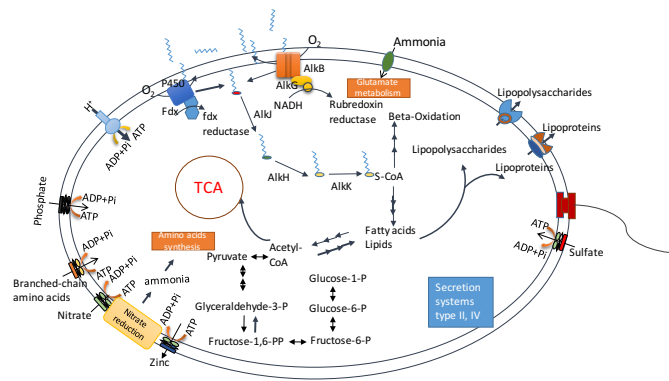 O2
Ammonia
P450
AlkB
O2
AlkG
Glutamate
metabolism
NADH
Rubredoxin
reductase
Lipopolysaccharides
H+
Fdx
fdx
reductase
AlkJ
Beta-Oxidation
Lipoproteins
ATP
ADP+Pi
Lipopolysaccharides
Lipoproteins
AlkH
AlkK
S-CoA
TCA
Phosphate
ADP+Pi
ATP
Amino acids
synthesis
Fatty acids
Lipids
ATP
ADP+Pi
Sulfate
ADP+Pi
ATP
Acetyl-
CoA
Pyruvate
Branched-chain
amino acids
ADP+Pi
ATP
ammonia
Glucose-1-P
Secretion
systems
type II, IV
Nitrate
Nitrate
reduction
ADP+Pi
ATP
Glyceraldehyde-3-P
Glucose-6-P
Fructose-1,6-PP
Fructose-6-P
Zinc